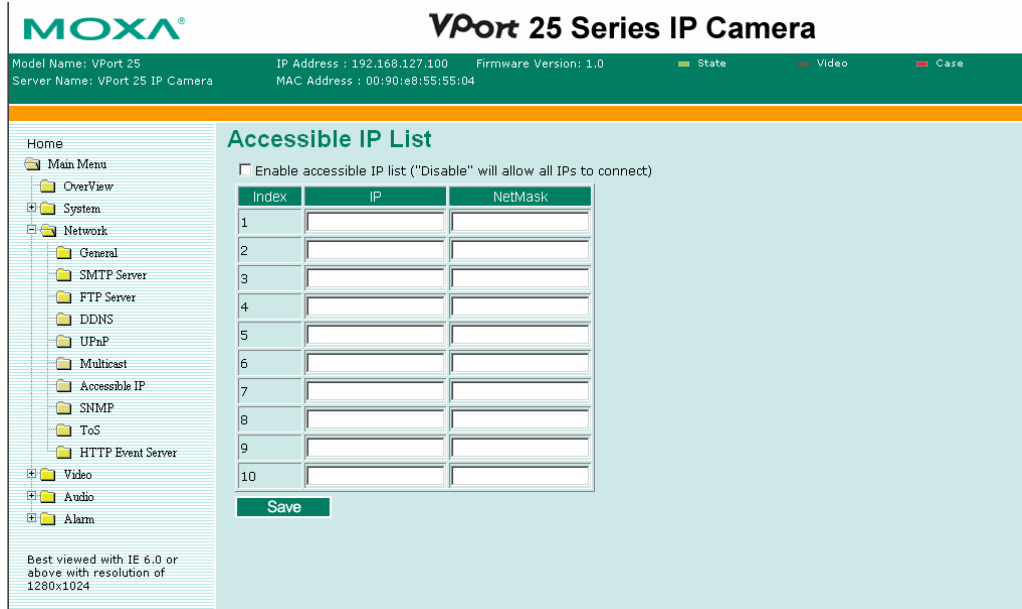 MOXA®
VPort 25 Series IP Camera
Model Name: VPort 25
IP Address : 192.168.127.100
Firmware Version: 1.0
State
Video
Case
Server Name: VPort 25 IP Camera
MAC Address : 00:90:e8:55:55:04
Home
Main Menu
OverView
System
Network
General
SMTP Server
FTP Server
DDNS
UPnP
Multicast
Accessible IP
SNMP
ToS
HTTP Event Server
Video
Audio
Alarm
Best viewed with IE 6.0 or
above with resolution of
1280x1024
Accessible IP List
Enable accessible IP list ("Disable" will allow all IPs to connect)
Index IP NetMask
1
2
3
4
5
6
7
8
9
10
Save